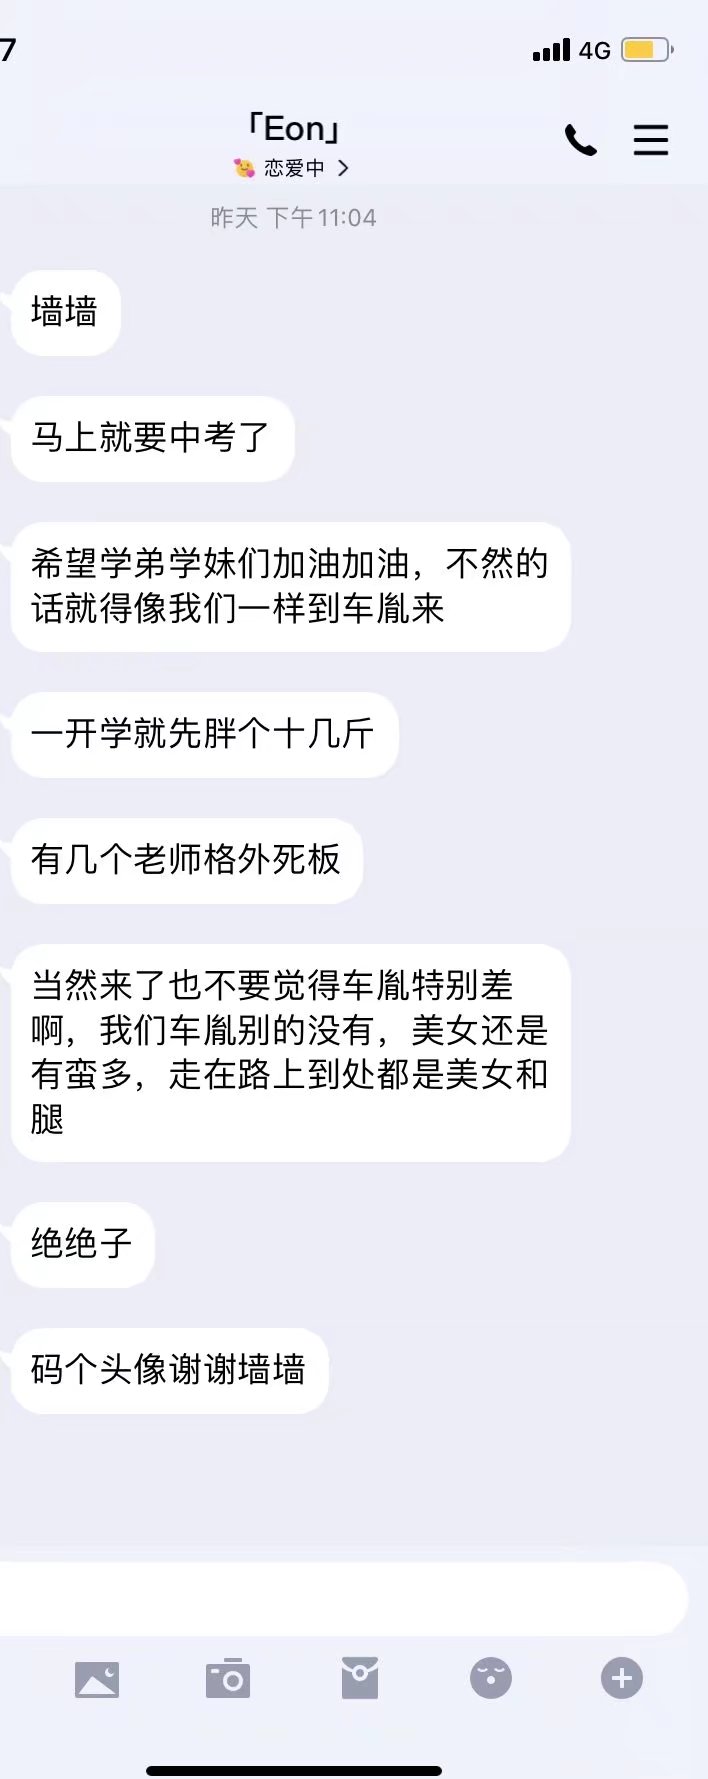 7
4G
「Eon」
恋爱中
昨天 下午11:04
墙墙
马上就要中考了
希望学弟学妹们加油加油，不然的
话就得像我们一样到车胤来
一开学就先胖个十几斤
有几个老师格外死板
当然来了也不要觉得车胤特别差
啊，我们车胤别的没有，美女还是
有蛮多，走在路上到处都是美女和
腿
绝绝子
码个头像谢谢墙墙